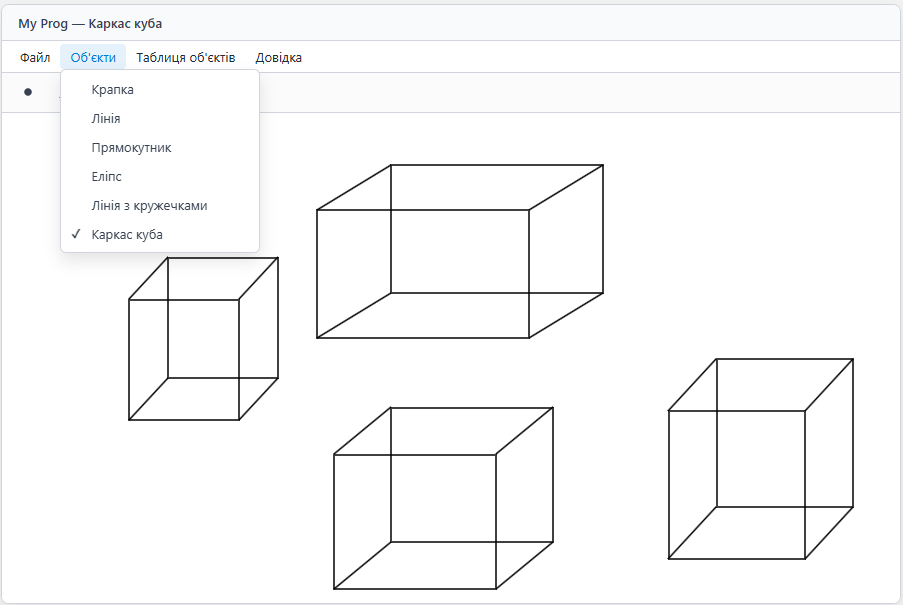 My Prog — Каркас куба
Файл Об'єкти Таблиця об'єктів Довідка
Крапка
Лінія
Прямокутник
Еліпс
Лінія з кружечками
✓ Каркас куба